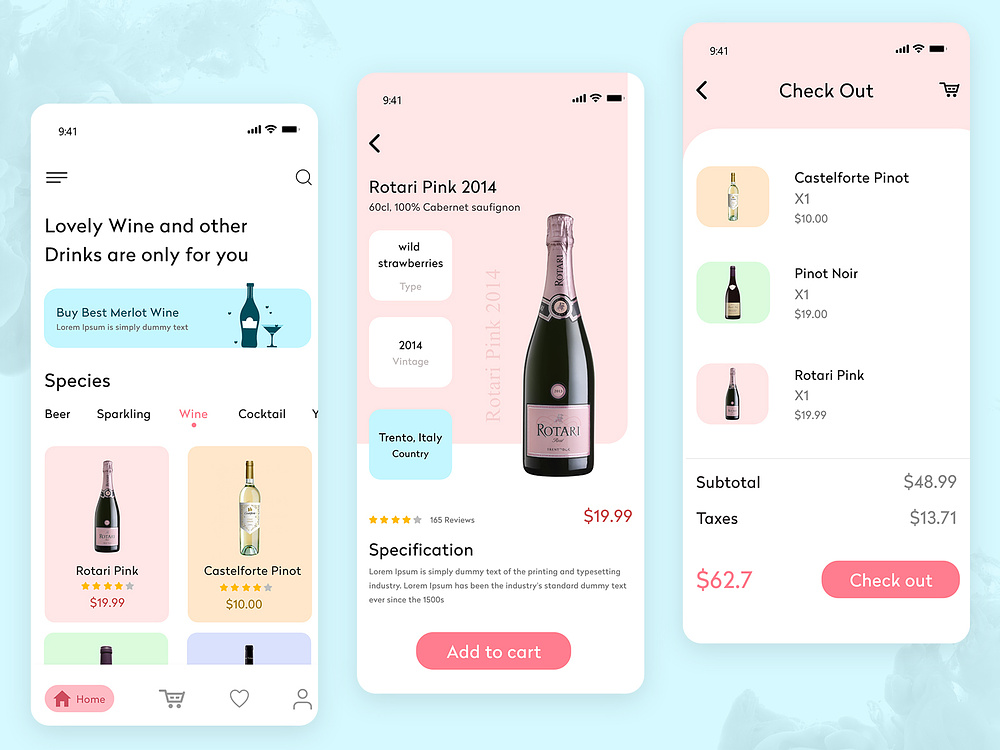 9:41
Lovely Wine and other
Drinks are only for you
Buy Best Merlot Wine
Lorem Ipsum is simply dummy text
Species
Beer Sparkling Wine Cocktail Y
Rotari Pink
$19.99
Castelforte Pinot
$10.00
Home
9:41
Rotari Pink 2014
60cl, 100% Cabernet saufignon
wild
strawberries
Type
2014
Vintage
Trento, Italy
Country
Rotari Pink 2014
ROTARI
ROTARI
165 Reviews
$19.99
Specification
Lorem Ipsum is simply dummy text of the printing and typesetting
industry. Lorem Ipsum has been the industry's standard dummy text
ever since the 1500s
Add to cart
9:41
Check Out
Castelforte Pinot
X1
$10.00
Pinot Noir
X1
$19.00
Rotari Pink
X1
$19.99
Subtotal $48.99
Taxes $13.71
$62.7 Check out